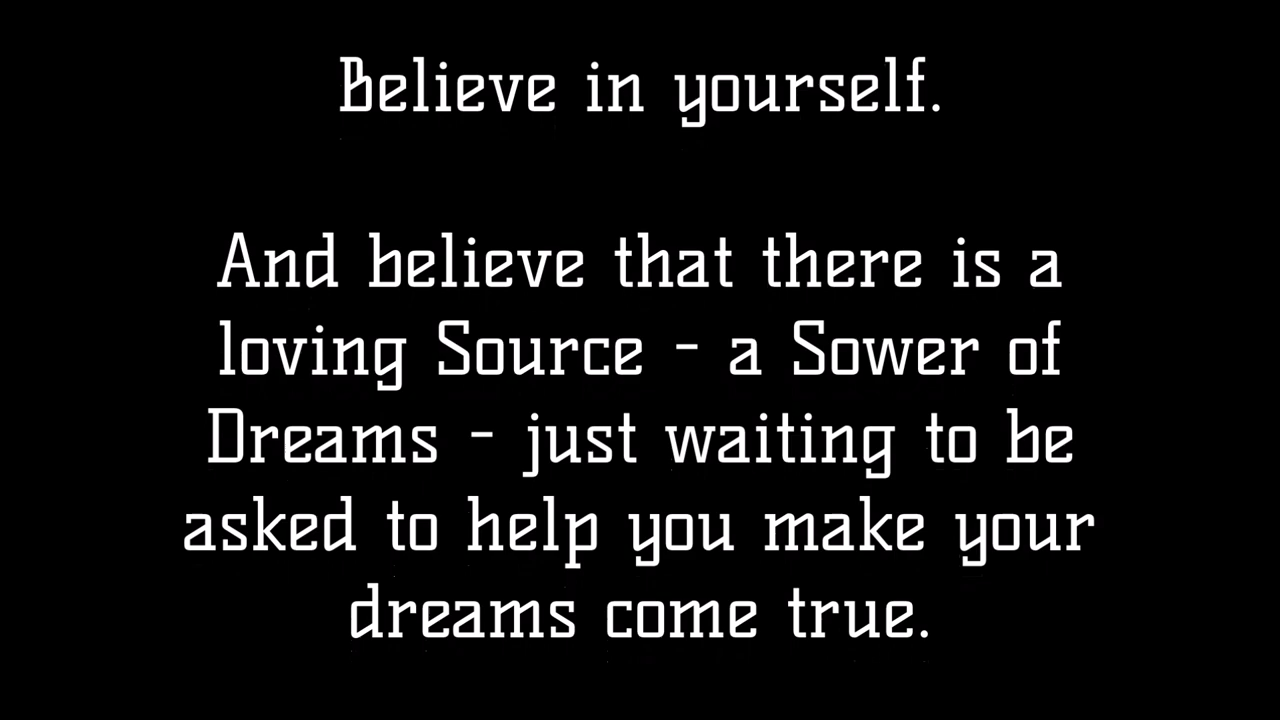 Believe in yourself.
And believe that there is a
loving Source - a Sower of
Dreams - just waiting to be
asked to help you make your
dreams come true.